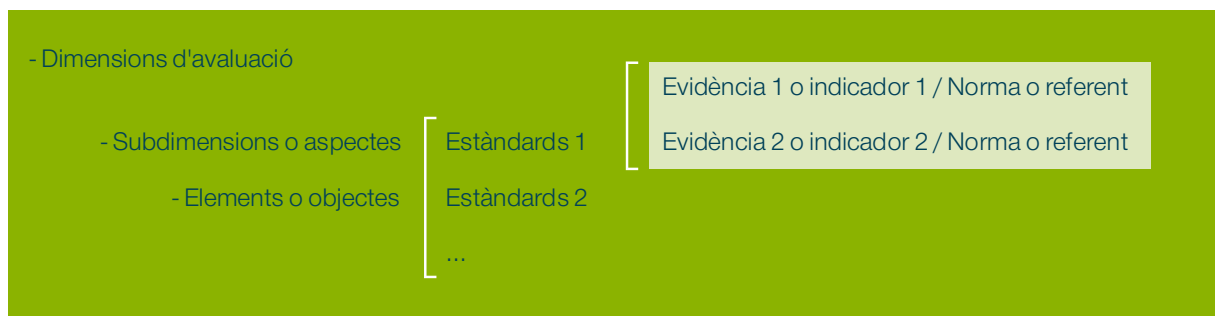 - Dimensions d'avaluació
Evidència 1 o indicador 1 / Norma o referent
- Subdimensions o aspectes Estàndards 1 Evidència 2 o indicador 2 / Norma o referent
- Elements o objectes Estàndards 2
...